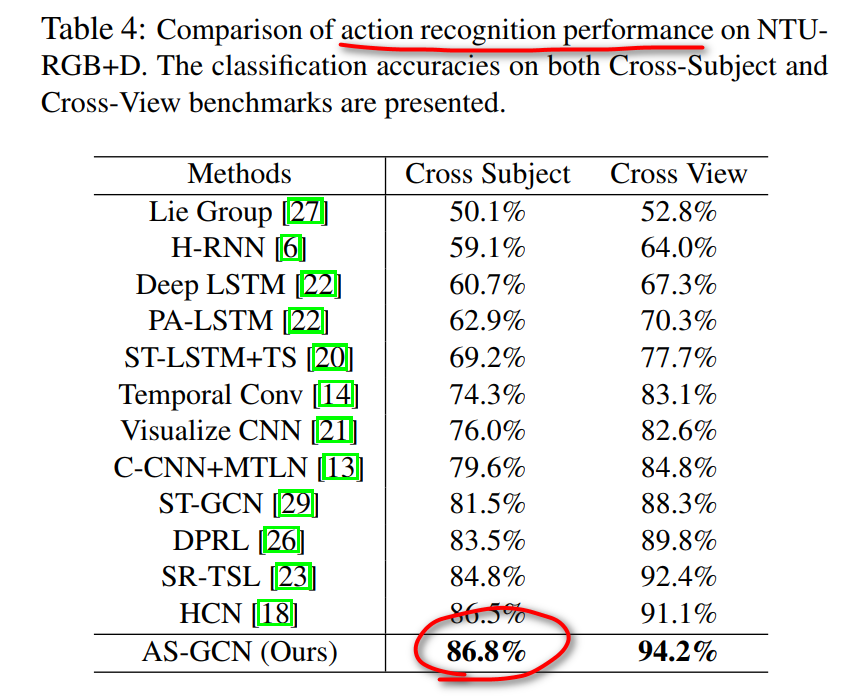 Table 4: Comparison of action recognition performance on NTU-
RGB+D. The classification accuracies on both Cross-Subject and
Cross-View benchmarks are presented.
Methods Cross Subject Cross View
Lie Group [27] 50.1% 52.8%
H-RNN [6] 59.1% 64.0%
Deep LSTM [22] 60.7% 67.3%
PA-LSTM [22] 62.9% 70.3%
ST-LSTM+TS [20] 69.2% 77.7%
Temporal Conv [14] 74.3% 83.1%
Visualize CNN [21] 76.0% 82.6%
C-CNN+MTLN [13] 79.6% 84.8%
ST-GCN [29] 81.5% 88.3%
DPRL [26] 83.5% 89.8%
SR-TSL [23] 84.8% 92.4%
HCN [18] 86.5% 91.1%
AS-GCN (Ours) 86.8% 94.2%